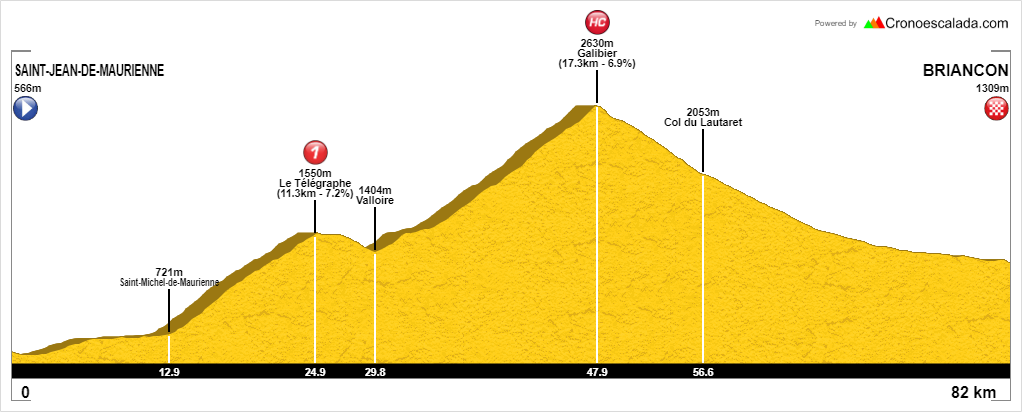 Powered by Cronoescalada.com
HC
2630m
Galibier
(17.3km - 6.9%)
SAINT-JEAN-DE-MAURIENNE
566m
BRIANCON
1309m
2053m
Col du Lautaret
1
1550m
Le Télégraphe
(11.3km - 7.2%)
1404m
Valloire
721m
Saint-Michel-de-Maurienne
12.9 24.9 29.8 47.9 56.6
0 82 km